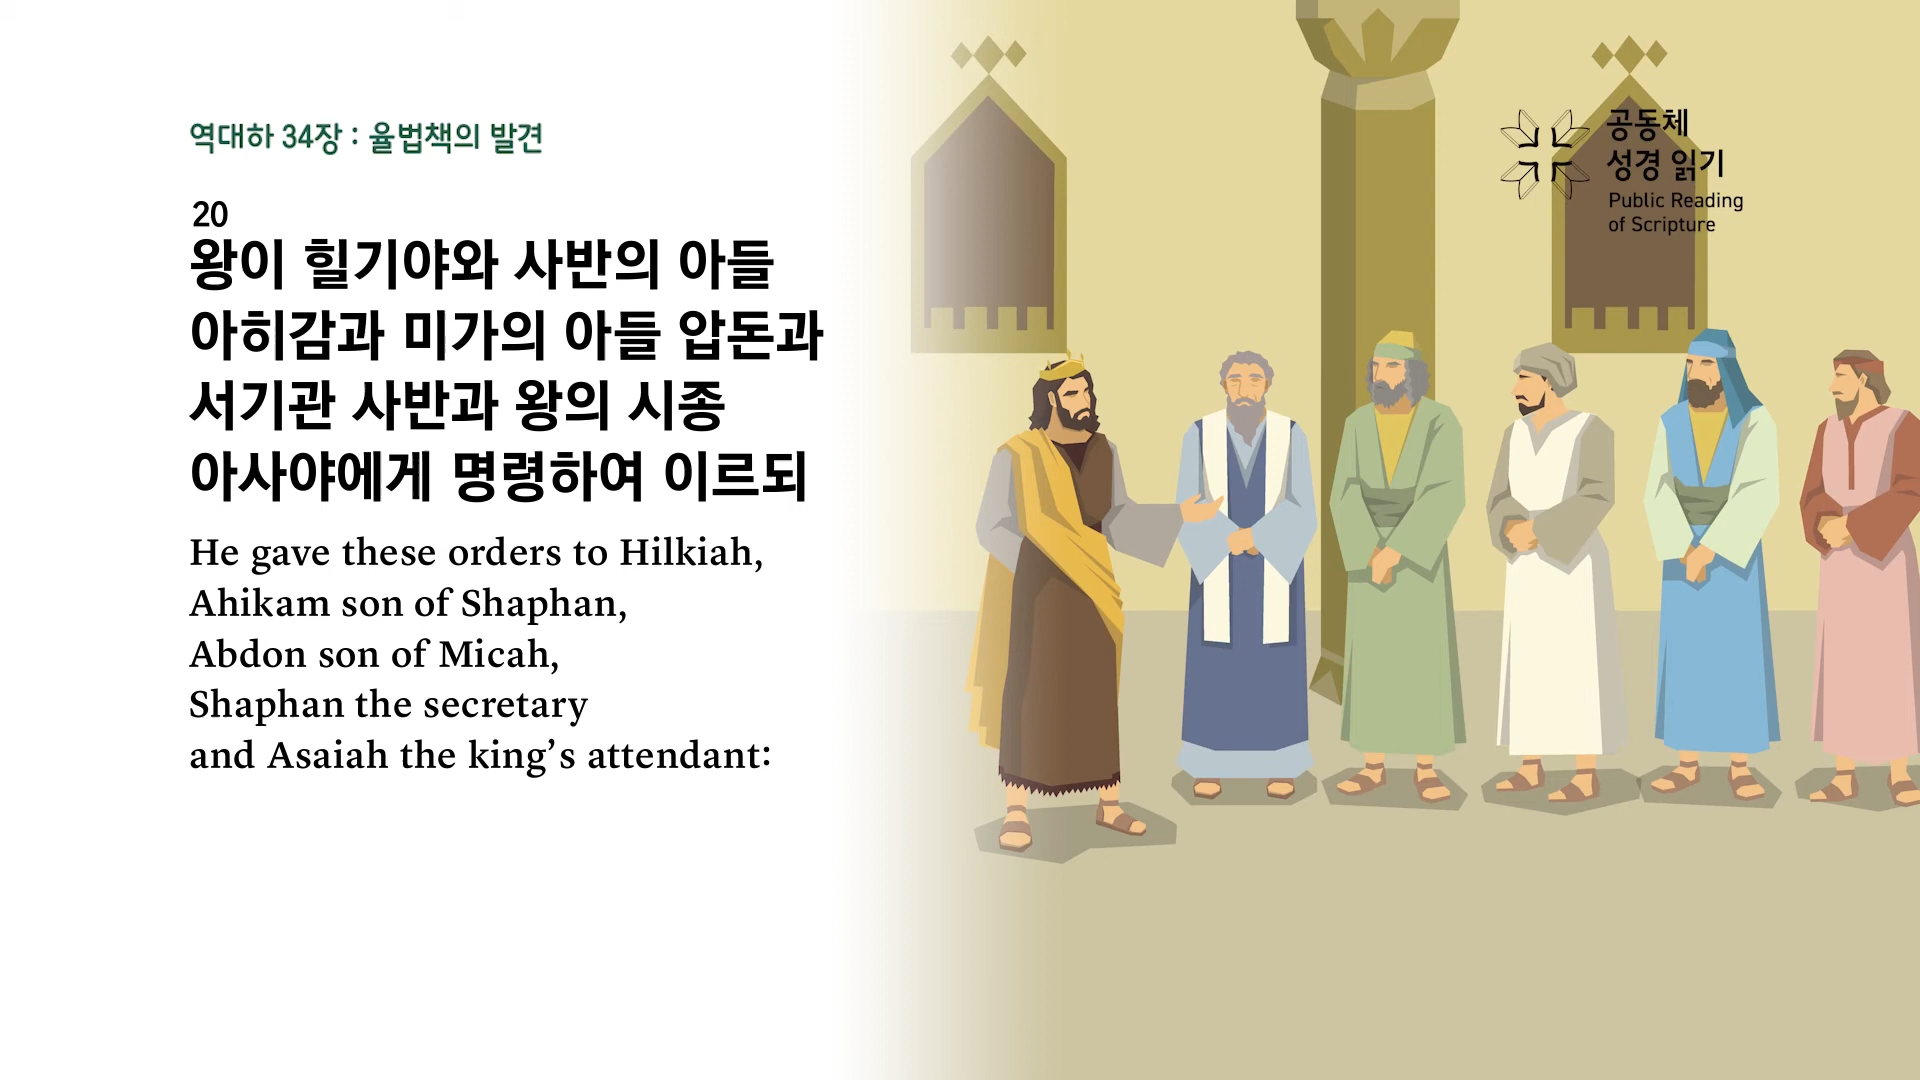 역대하 34장 : 율법책의 발견
20
왕이 힐기야와 사반의 아들
아히감과 미가의 아들 압돈과
서기관 사반과 왕의 시종
아사야에게 명령하여 이르되
He gave these orders to Hilkiah,
Ahikam son of Shaphan,
Abdon son of Micah,
Shaphan the secretary
and Asaiah the king’s attendant:
공동체
성경 읽기
Public Reading
of Scripture